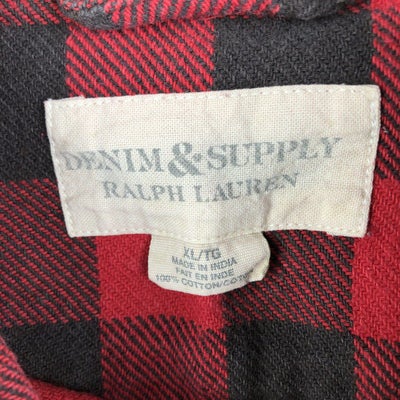 DENIM & SUPPLY
RALPH LAUREN
XL/TG
MADE IN INDIA
FAIT EN INDE
100% COTTON/COTON